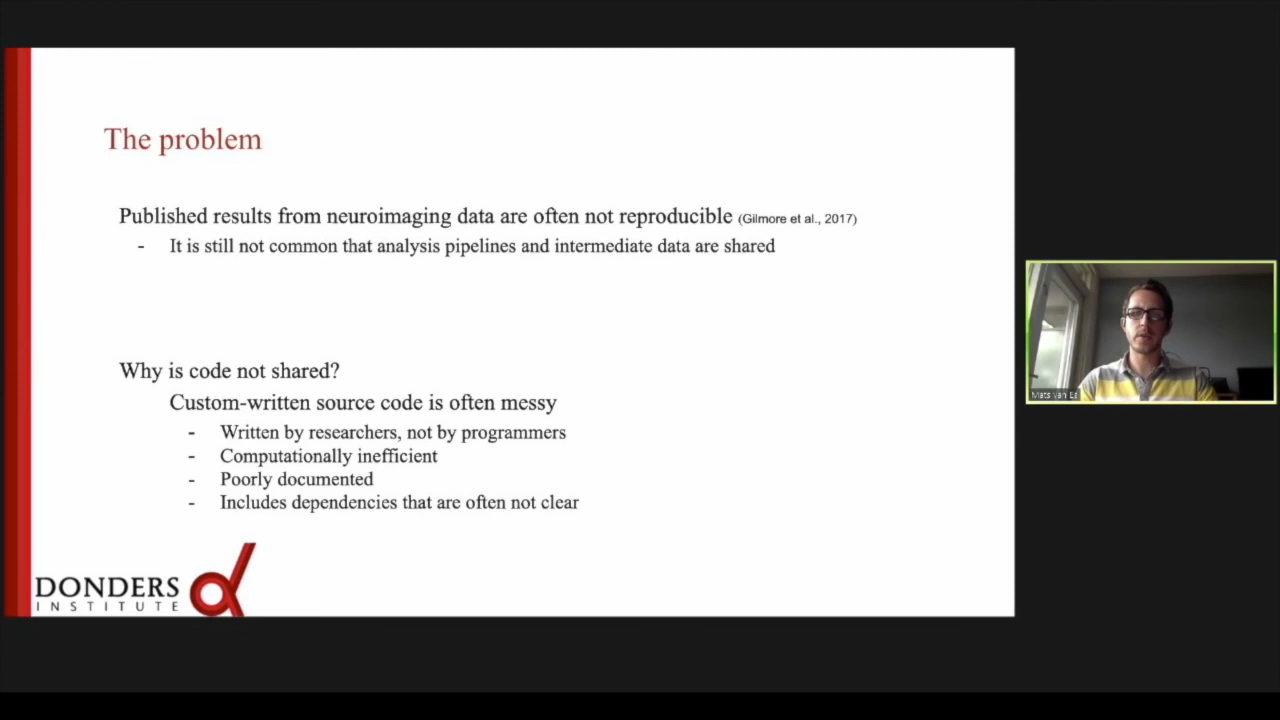 The problem
Published results from neuroimaging data are often not reproducible (Gilmore et al., 2017)
- It is still not common that analysis pipelines and intermediate data are shared
Why is code not shared?
Custom-written source code is often messy
- Written by researchers, not by programmers
- Computationally inefficient
- Poorly documented
- Includes dependencies that are often not clear
DONDERS
INSTITUTE
Mats van Es